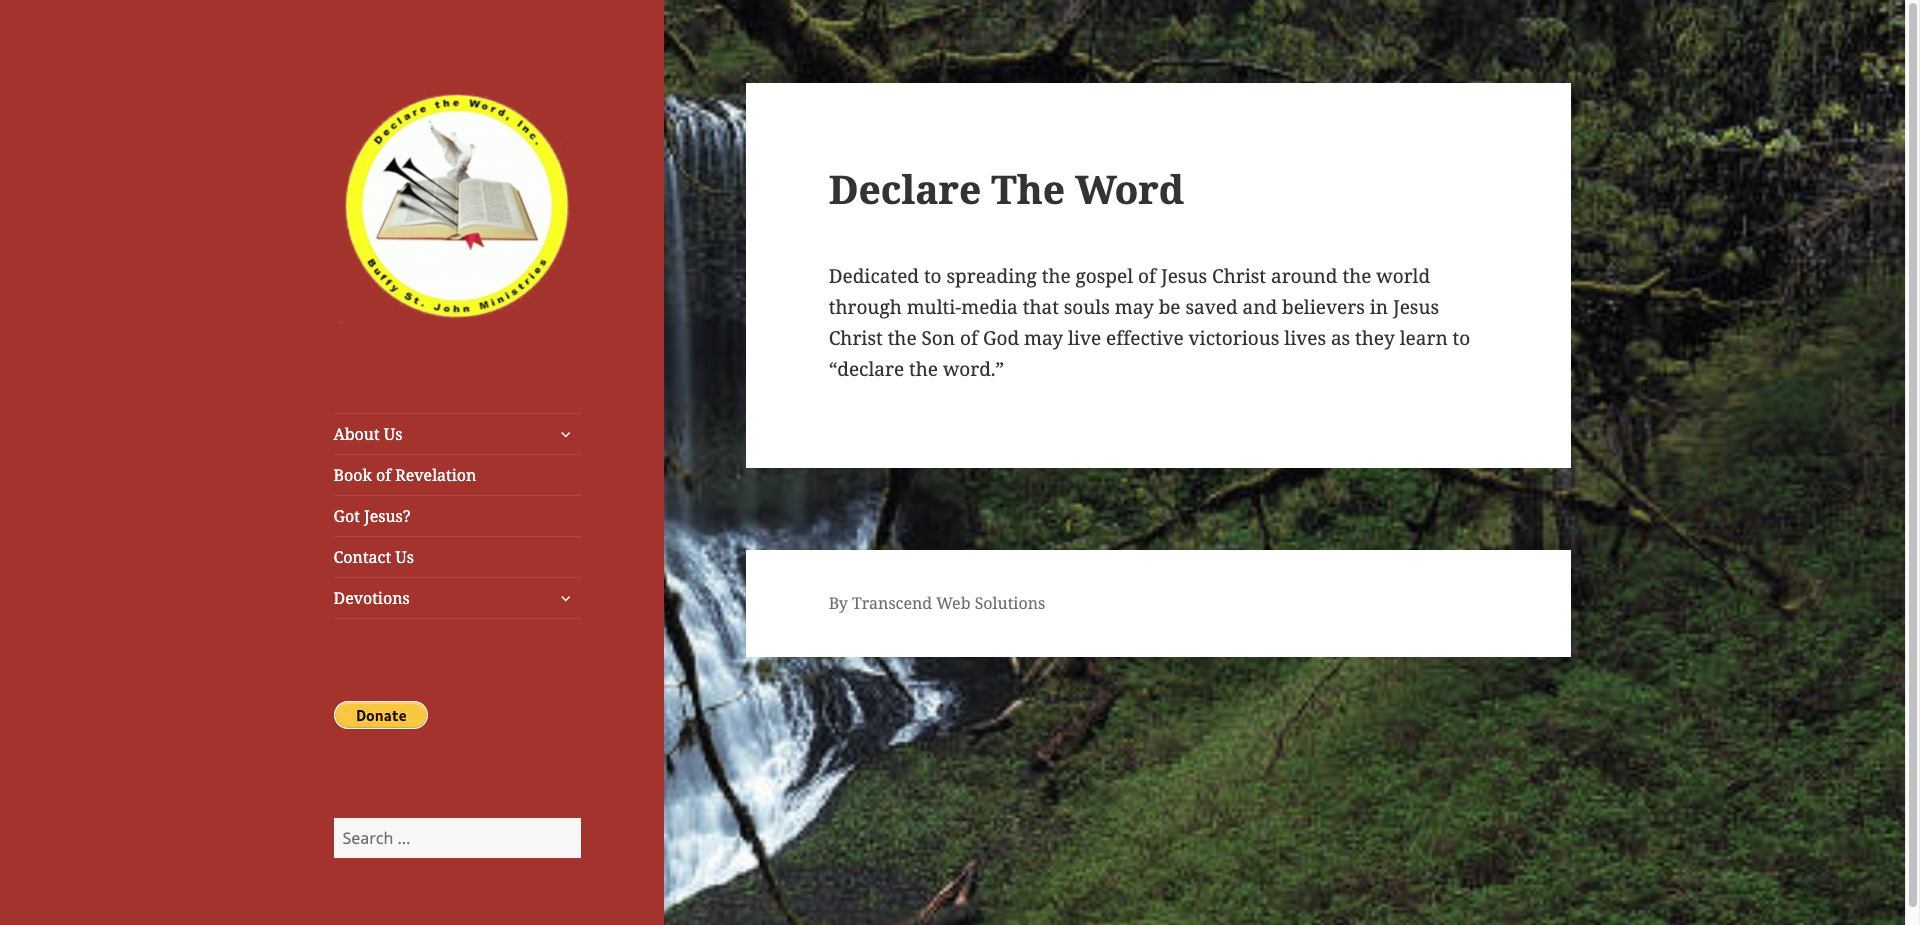 Declare the Word, Inc.
Buffy St. John Ministries
About Us
Book of Revelation
Got Jesus?
Contact Us
Devotions
Donate
Search ...
Declare The Word
Dedicated to spreading the gospel of Jesus Christ around the world
through multi-media that souls may be saved and believers in Jesus
Christ the Son of God may live effective victorious lives as they learn to
“declare the word.”
By Transcend Web Solutions